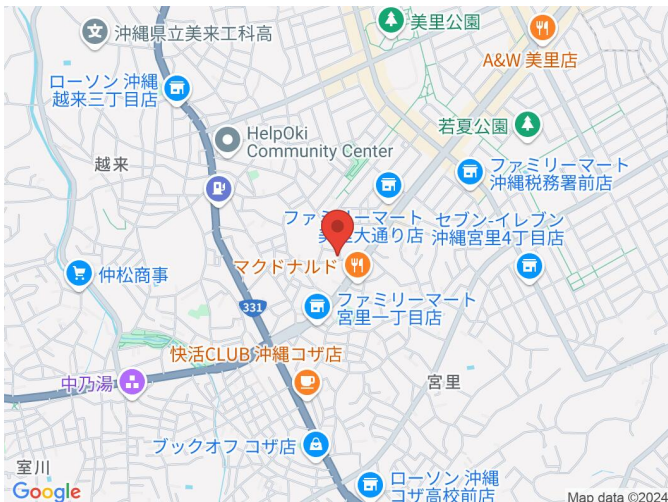 美里公園
沖縄県立美来工科高
A&W 美里店
ローソン 沖縄
越来三丁目店
若夏公園
HelpOki
Community Center
越来
ファミリーマート
沖縄税務署前店
ファミリーマート
大通り店
セブン-イレブン
沖縄宮里4丁目店
マクドナルド
仲松商事
331
ファミリーマート
宮里一丁目店
快活CLUB 沖縄コザ店
中乃湯
宮里
ブックオフ コザ店
室川
ローソン 沖縄
コザ高校前店
Google
Map data ©2024